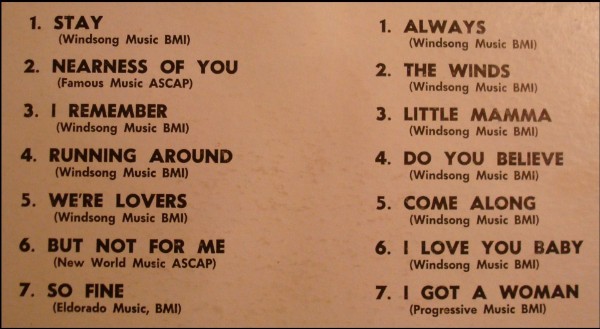 1. STAY
(Windsong Music BMI)
2. NEARNESS OF YOU
(Famous Music ASCAP)
3. I REMEMBER
(Windsong Music BMI)
4. RUNNING AROUND
(Windsong Music BMI)
5. WE'RE LOVERS
(Windsong Music BMI)
6. BUT NOT FOR ME
(New World Music ASCAP)
7. SO FINE
(Eldorado Music, BMI)
1. ALWAYS
(Windsong Music BMI)
2. THE WINDS
(Windsong Music BMI)
3. LITTLE MAMMA
(Windsong Music BMI)
4. DO YOU BELIEVE
(Windsong Music BMI)
5. COME ALONG
(Windsong Music BMI)
6. I LOVE YOU BABY
(Windsong Music BMI)
7. I GOT A WOMAN
(Progressive Music BMI)